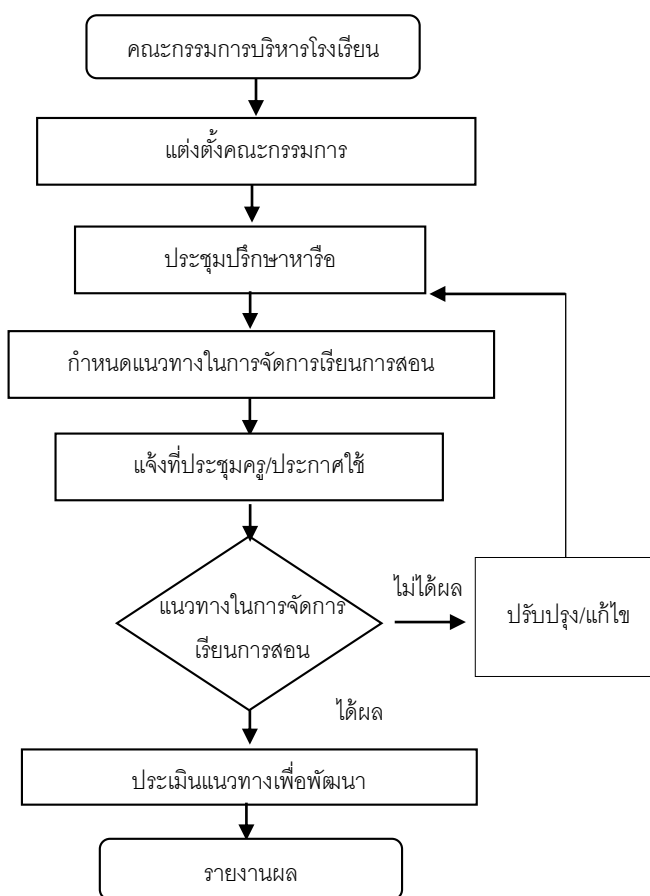 คณะกรรมการบริหารโรงเรียน
แต่งตั้งคณะกรรมการ
ประชุมปรึกษาหารือ
กำหนดแนวทางในการจัดการเรียนการสอน
แจ้งที่ประชุมครู/ประกาศใช้
แนวทางในการจัดการ
เรียนการสอน
ไม่ได้ผล
ปรับปรุง/แก้ไข
ได้ผล
ประเมินแนวทางเพื่อพัฒนา
รายงานผล